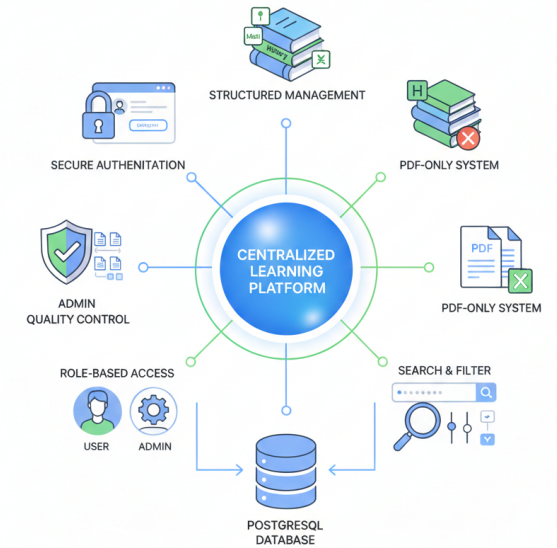 STRUCTURED MANAGEMENT
SECURE AUTHENITATION
H
PDF-ONLY SYSTEM
CENTRALIZED
LEARNING
PLATFORM
ADMIN
QUALITY CONTROL
PDF
PDF-ONLY SYSTEM
ROLE-BASED ACCESS
USER
ADMIN
SEARCH & FILTER
POSTGRESQL
DATABASE